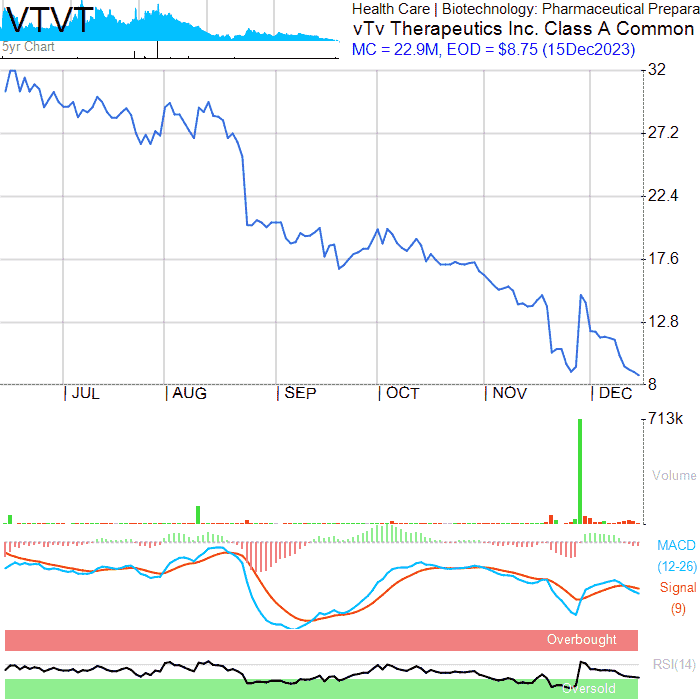 VTVT
5yr Chart
Health Care | Biotechnology: Pharmaceutical Prepara
vTv Therapeutics Inc. Class A Common
MC = 22.9M, EOD = $8.75 (15Dec2023)
32
27.2
22.4
17.6
12.8
8
|JUL |AUG |SEP |OCT |NOV |DEC
713k
Volume
MACD
(12-26)
Signal
(9)
Overbought
RSI(14)
Oversold